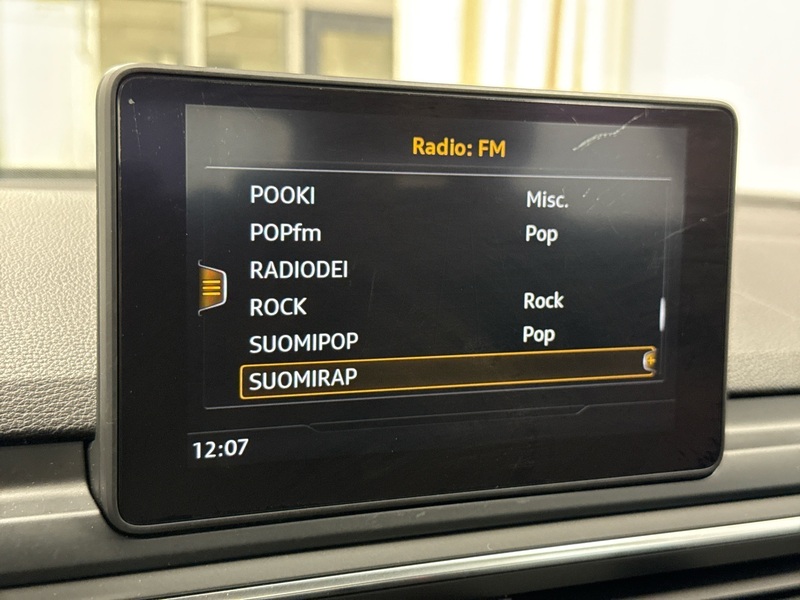 Radio: FM
POOKI Misc.
POPfm Pop
RADIODEI
ROCK Rock
SUOMIPOP Pop
SUOMIRAP
12:07